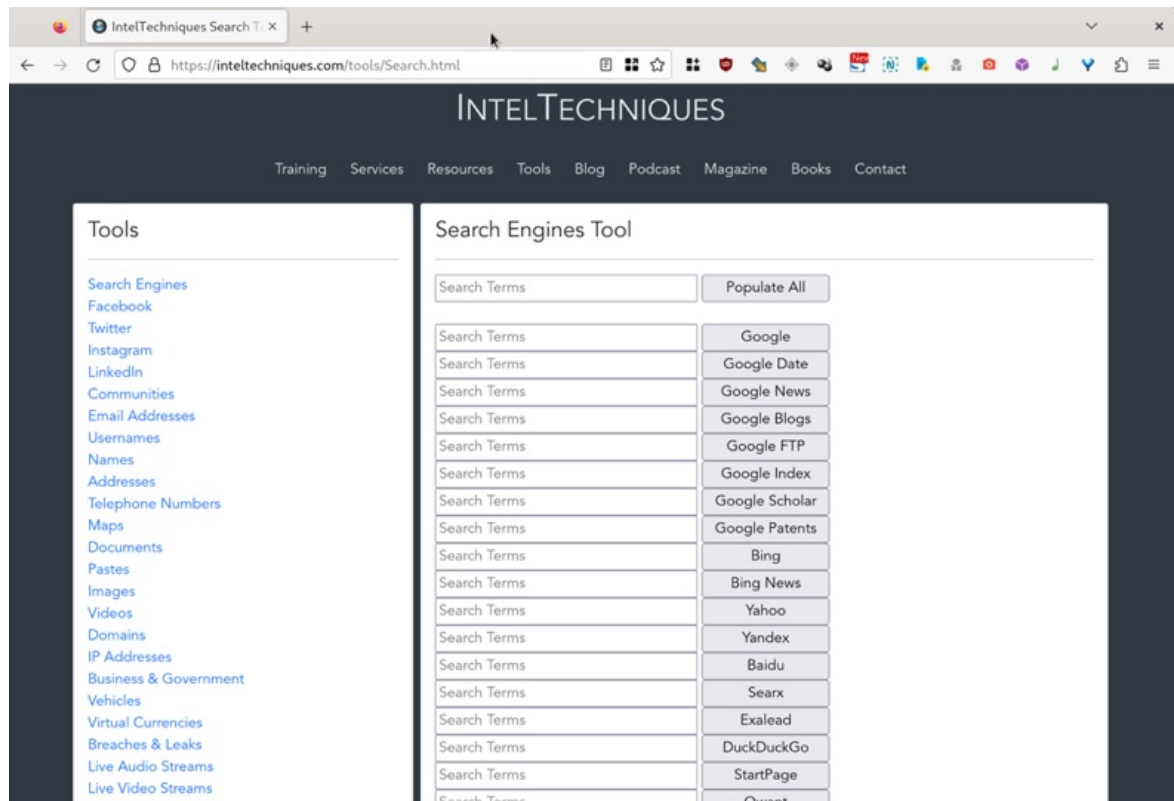 IntelTechniques Search To
https://inteltechniques.com/tools/Search.html
New
INTELTECHNIQUES
Training Services Resources Tools Blog Podcast Magazine Books Contact
Tools
Search Engines
Facebook
Twitter
Instagram
LinkedIn
Communities
Email Addresses
Usernames
Names
Addresses
Telephone Numbers
Maps
Documents
Pastes
Images
Videos
Domains
IP Addresses
Business & Government
Vehicles
Virtual Currencies
Breaches & Leaks
Live Audio Streams
Live Video Streams
Search Engines Tool
Search Terms Populate All
Search Terms Google
Search Terms Google Date
Search Terms Google News
Search Terms Google Blogs
Search Terms Google FTP
Search Terms Google Index
Search Terms Google Scholar
Search Terms Google Patents
Search Terms Bing
Search Terms Bing News
Search Terms Yahoo
Search Terms Yandex
Search Terms Baidu
Search Terms Searx
Search Terms Exalead
Search Terms DuckDuckGo
Search Terms StartPage
Search Terms Qwant